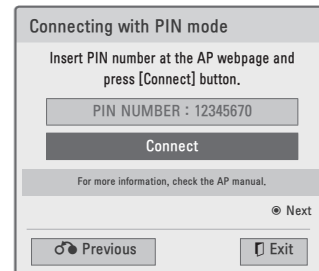 Connecting with PIN mode
Insert PIN number at the AP webpage and
press [Connect] button.
PIN NUMBER : 12345670
Connect
For more information, check the AP manual.
Next
Previous
Exit